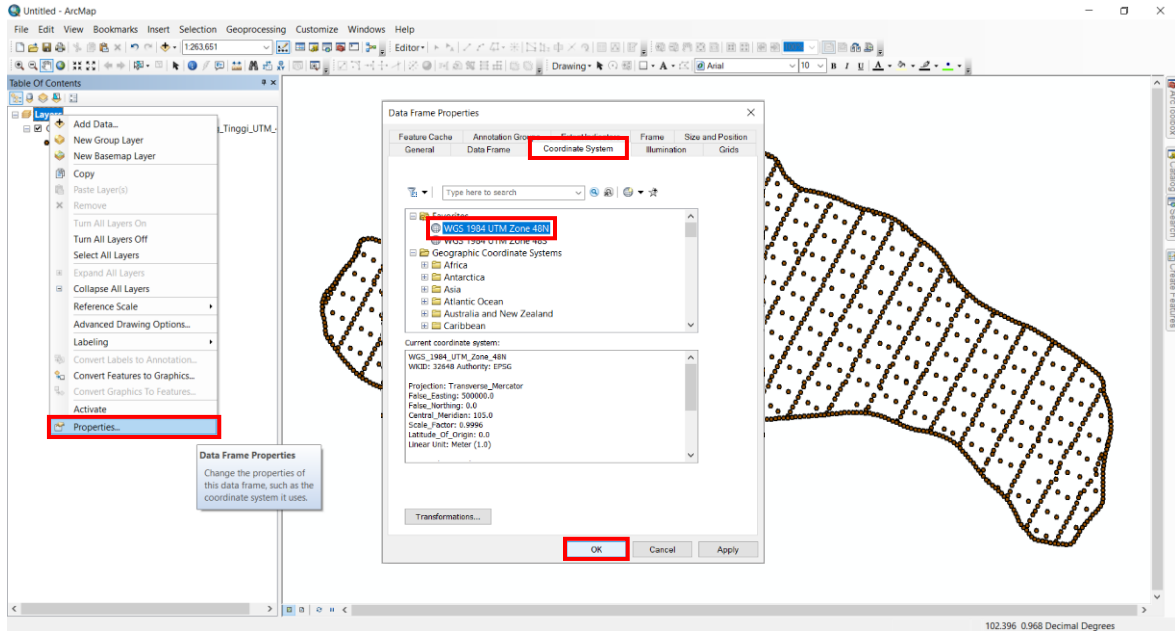 Untitled - ArcMap
File Edit View Bookmarks Insert Selection Geoprocessing Customize Windows Help
1:263,651
Editor
Drawing
Arial
10
B I U A
Table Of Contents
Layers
_Tinggi_UTM_
Add Data...
New Group Layer
New Basemap Layer
Copy
Paste Layer(s)
Remove
Turn All Layers On
Turn All Layers Off
Select All Layers
Expand All Layers
Collapse All Layers
Reference Scale
Advanced Drawing Options...
Labeling
Convert Labels to Annotation...
Convert Features to Graphics...
Convert Graphics To Features...
Activate
Properties...
Data Frame Properties
Change the properties of
this data frame, such as the
coordinate system it uses.
Data Frame Properties
Feature Cache Annotation Groups Extent Indicators Frame Size and Position
General Data Frame Coordinate System Illumination Grids
Type here to search
Favorites
WGS 1984 UTM Zone 48N
WGS 1984 UTM Zone 48S
Geographic Coordinate Systems
Africa
Antarctica
Asia
Atlantic Ocean
Australia and New Zealand
Caribbean
Current coordinate system:
WGS_1984_UTM_Zone_48N
WKID: 32648 Authority: EPSG
Projection: Transverse_Mercator
False_Easting: 500000.0
False_Northing: 0.0
Central_Meridian: 105.0
Scale_Factor: 0.9996
Latitude_Of_Origin: 0.0
Linear Unit: Meter (1.0)
Transformations...
OK Cancel Apply
ArcToolbox
Catalog
Search
Create Features
102.396 0.968 Decimal Degrees